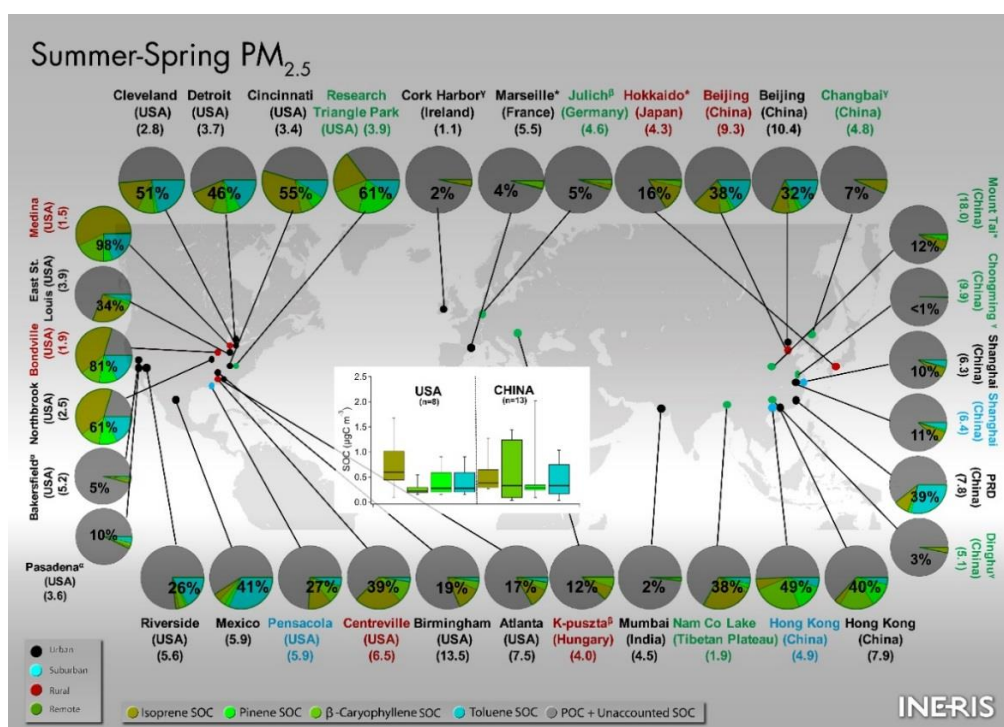 Summer-Spring PM2.5
Cleveland
(USA)
(2.8)
51%
Detroit
(USA)
(3.7)
46%
Cincinnati
(USA)
(3.4)
55%
Research
Triangle Park
(USA) (3.9)
61%
Cork Harborᵞ
(Ireland)
(1.1)
2%
Marseille*
(France)
(5.5)
4%
Julichᵝ
(Germany)
(4.6)
5%
Hokkaido*
(Japan)
(4.3)
16%
Beijing
(China)
(9.3)
38%
Beijing
(China)
(10.4)
32%
Changbaiᵞ
(China)
(4.8)
7%
Medina
(USA)
(1.5)
98%
East St.
Louis (USA)
(3.9)
34%
Bondville
(USA)
(1.9)
81%
Northbrook
(USA)
(2.5)
61%
Bakersfieldᵅ
(USA)
(5.2)
5%
10%
Pasadenaᵅ
(USA)
(3.6)
Mount Tai*
(China)
(18.0)
12%
Chongming ᵞ
(China)
(9.9)
<1%
Shanghai
(China)
(6.3)
10%
Shanghai
(China)
(6.4)
11%
PRD
(China)
(7.8)
39%
Dinghuᵞ
(China)
(5.1)
3%
USA
(n=8)
CHINA
(n=13)
SOC (µgC m⁻³)
2.5
2.0
1.5
1.0
0.5
0.0
26%
Riverside
(USA)
(5.6)
41%
Mexico
(5.9)
27%
Pensacola
(USA)
(5.9)
39%
Centreville
(USA)
(6.5)
19%
Birmingham
(USA)
(13.5)
17%
Atlanta
(USA)
(7.5)
12%
K-pusztaᵝ
(Hungary)
(4.0)
2%
Mumbai
(India)
(4.5)
38%
Nam Co Lake
(Tibetan Plateau)
(1.9)
49%
Hong Kong
(China)
(4.9)
40%
Hong Kong
(China)
(7.9)
Urban
Suburban
Rural
Remote
Isoprene SOC
Pinene SOC
β-Caryophyllene SOC
Toluene SOC
POC + Unaccounted SOC
INERIS